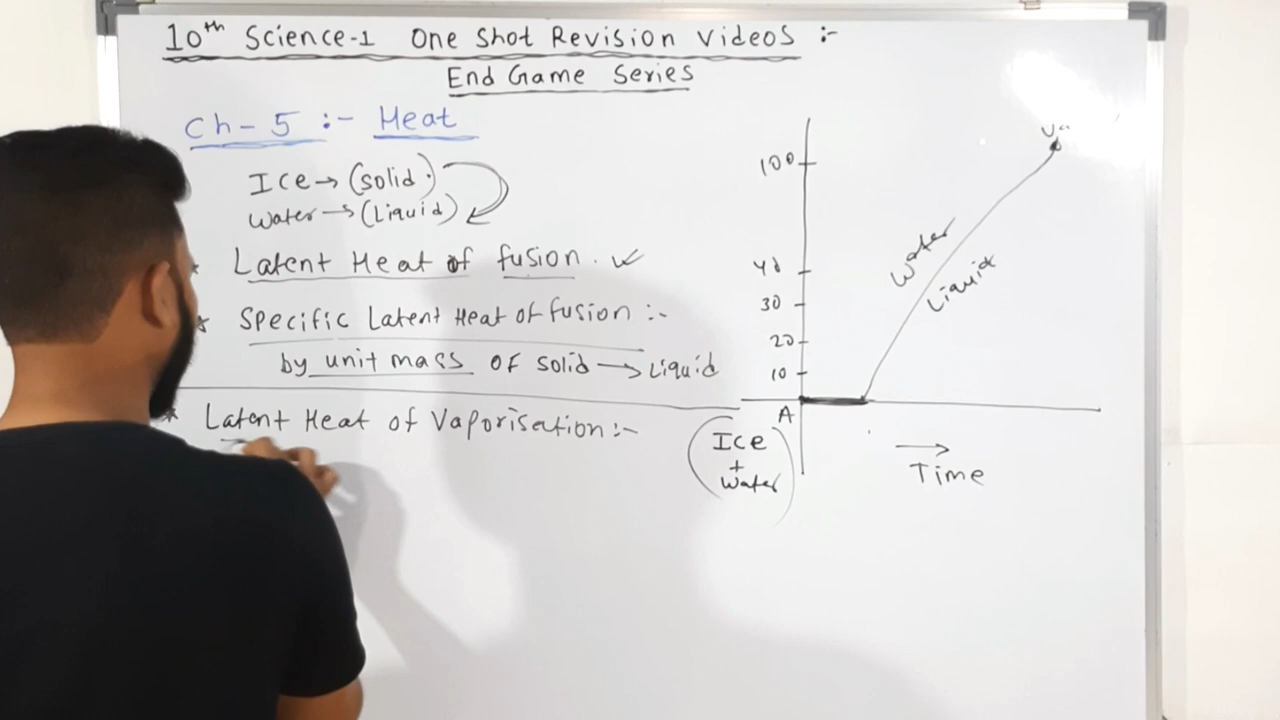 10th Science-1 One Shot Revision Videos :-
End Game Series
Ch-5 :- Heat
Ice → (Solid)
Water → (Liquid)
Latent Heat of fusion.
* Specific Latent Heat of fusion :-
by unit mass of solid → Liquid
* Latent Heat of Vaporisation :-
100
40
30
20
10
A
Ice
+
Water
Water
Liquid
→
Time